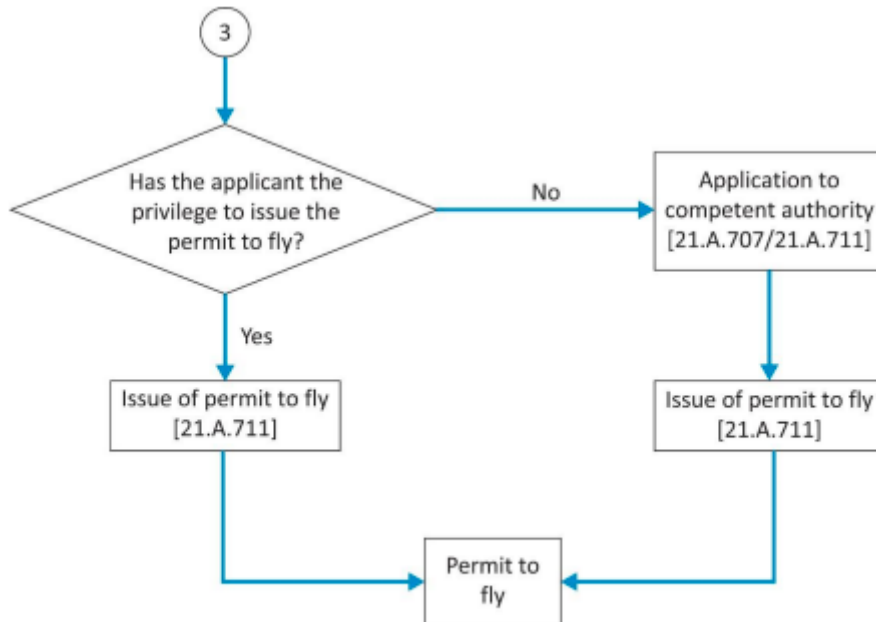 3
Has the applicant the
privilege to issue the
permit to fly?
No
Application to
competent authority
[21.A.707/21.A.711]
Yes
Issue of permit to fly
[21.A.711]
Issue of permit to fly
[21.A.711]
Permit to
fly